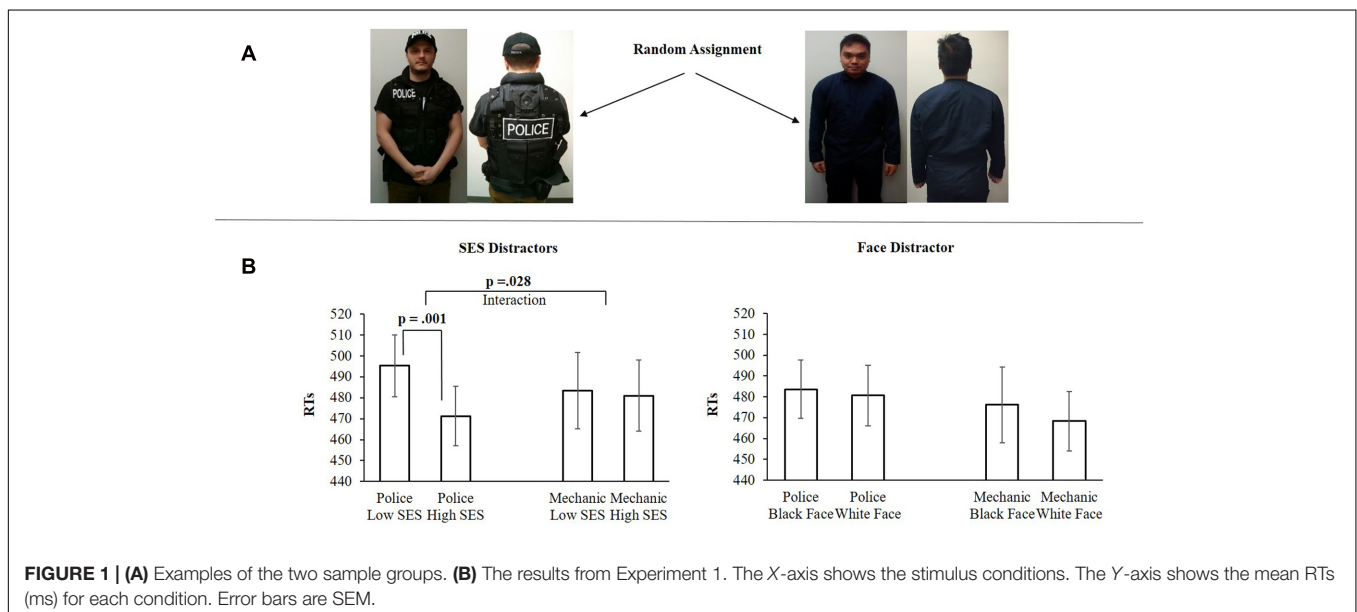 A
Random Assignment
POLICE
POLICE
SES Distractors
Face Distractor
B
p =.028
Interaction
p = .001
520
510
500
490
480
470
460
450
440
RTs
Police
Low SES
Police
High SES
Mechanic
Low SES
Mechanic
High SES
520
510
500
490
480
470
460
450
440
RTs
Police
Black Face
Police
White Face
Mechanic
Black Face
Mechanic
White Face
FIGURE 1 | (A) Examples of the two sample groups. (B) The results from Experiment 1. The X-axis shows the stimulus conditions. The Y-axis shows the mean RTs
(ms) for each condition. Error bars are SEM.